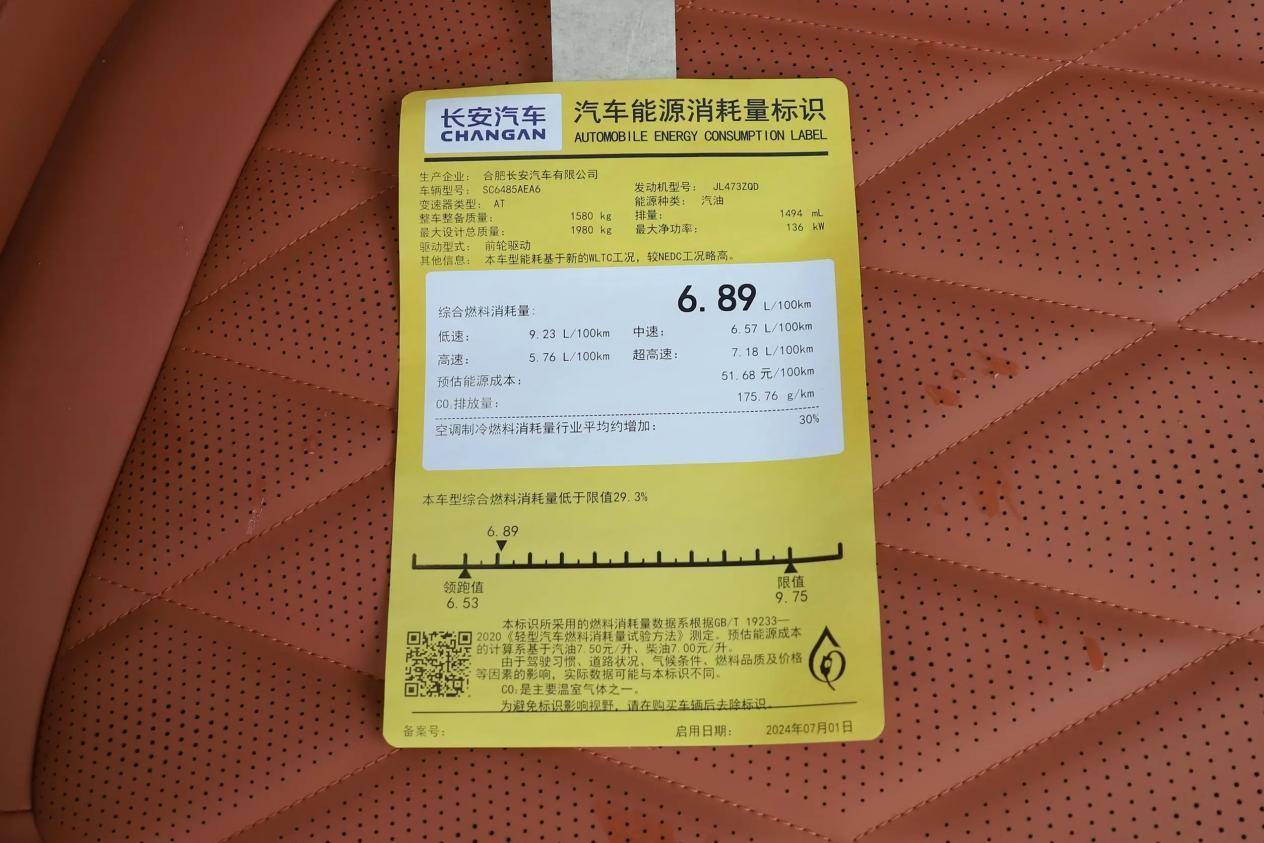 长安汽车
CHANGAN
汽车能源消耗量标识
AUTOMOBILE ENERGY CONSUMPTION LABEL
生产企业: 合肥长安汽车有限公司
车辆型号: SC6485AEA6 发动机型号: JL473ZQD
变速器类型: AT 能源种类: 汽油
整车整备质量: 1580 kg 排量: 1494 mL
最大设计总质量: 1980 kg 最大净功率: 136 kW
驱动型式: 前轮驱动
其他信息: 本车型能耗基于新的WLTC工况，较NEDC工况略高。
综合燃料消耗量: 6.89 L/100km
低速: 9.23 L/100km 中速: 6.57 L/100km
高速: 5.76 L/100km 超高速: 7.18 L/100km
预估能源成本: 51.68 元/100km
CO₂排放量: 175.76 g/km
空调制冷燃料消耗量行业平均约增加: 30%
本车型综合燃料消耗量低于限值29.3%
6.89
领跑值 限值
6.53 9.75
本标识所采用的燃料消耗量数据系根据GB/T 19233—
2020《轻型汽车燃料消耗量试验方法》测定。预估能源成本
的计算系基于汽油7.50元/升、柴油7.00元/升。
由于驾驶习惯、道路状况、气候条件、燃料品质及价格
等因素的影响，实际数据可能与本标识不同。
CO₂是主要温室气体之一。
为避免标识影响视野，请在购买车辆后去除标识。
备案号: 启用日期: 2024年07月01日